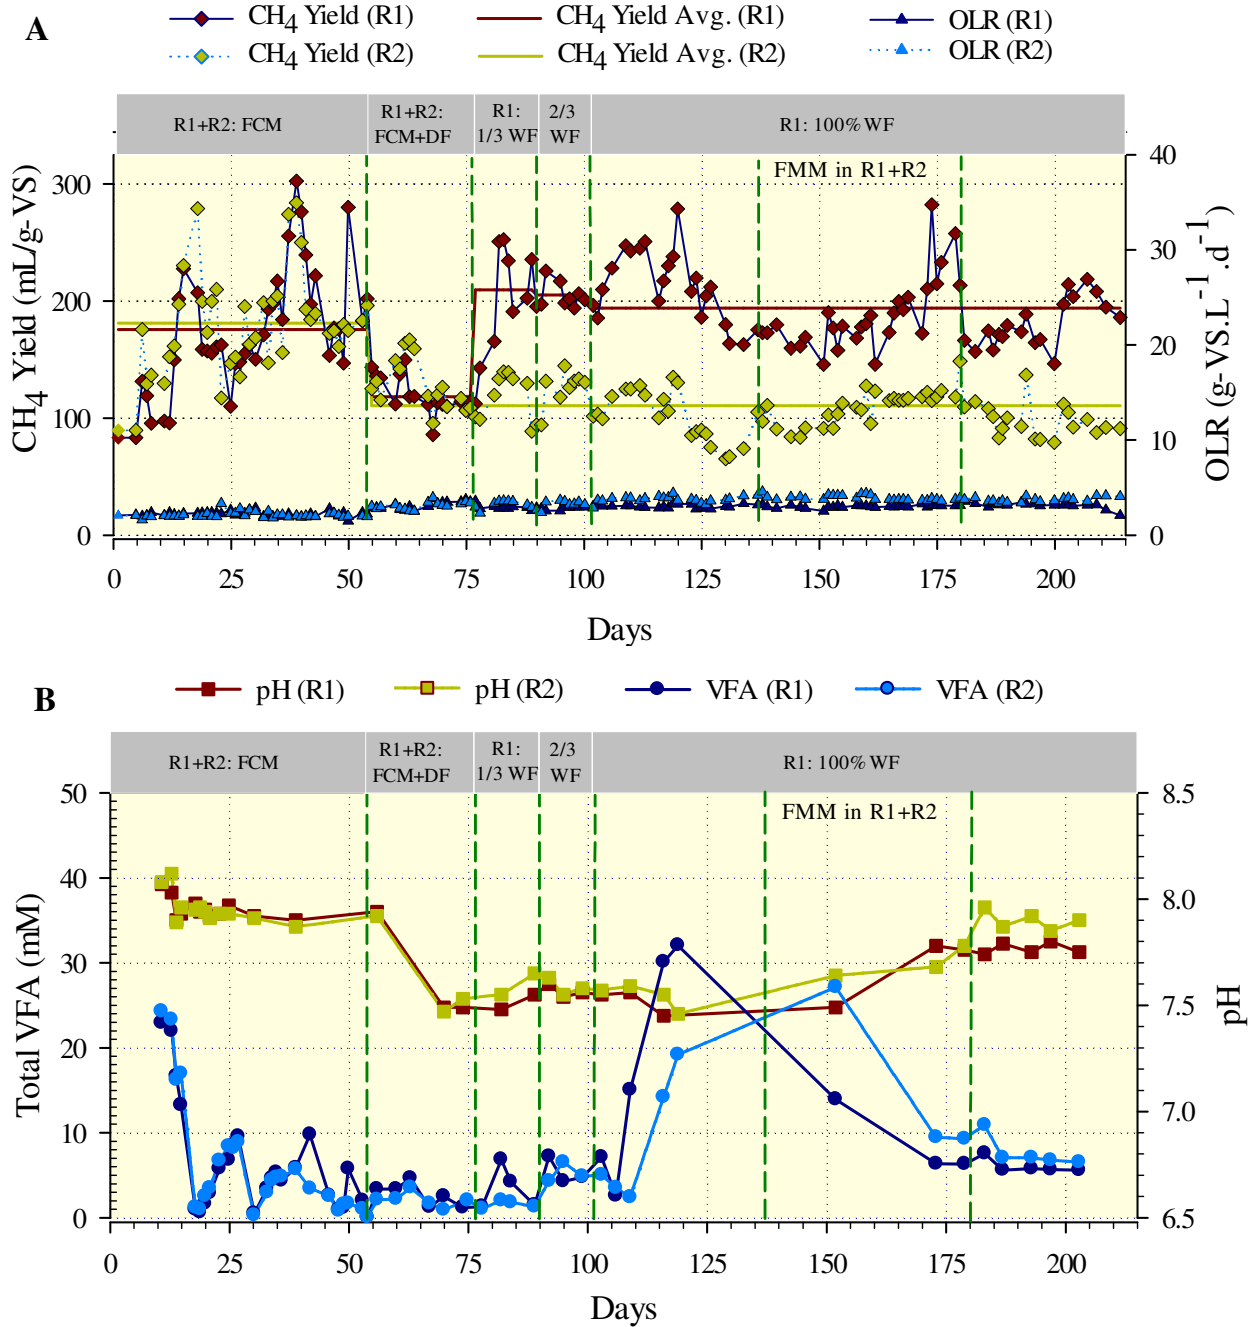 A
CH4 Yield (R1) CH4 Yield Avg. (R1) OLR (R1)
CH4 Yield (R2) CH4 Yield Avg. (R2) OLR (R2)
R1+R2: FCM
R1+R2:
FCM+DF
R1:
1/3 WF
2/3
WF
R1: 100% WF
FMM in R1+R2
CH4 Yield (mL/g-VS)
300
200
100
0
40
30
20
10
0
OLR (g-VS.L-1.d-1)
0 25 50 75 100 125 150 175 200
Days
B
pH (R1) pH (R2) VFA (R1) VFA (R2)
R1+R2: FCM
R1+R2:
FCM+DF
R1:
1/3 WF
2/3
WF
R1: 100% WF
FMM in R1+R2
Total VFA (mM)
50
40
30
20
10
0
8.5
8.0
7.5
7.0
6.5
pH
0 25 50 75 100 125 150 175 200
Days